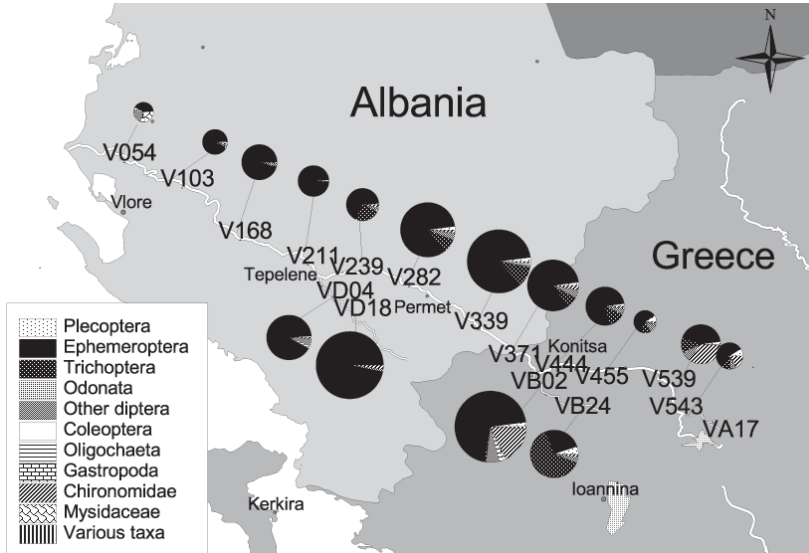 N
Albania
V054
V103
Vlore
V168
V211
Tepelene
V239
VD04
VD18
V282
Permet
V339
Greece
V371
Konitsa
V444
VB02
V455
VB24
V539
V543
VA17
Ioannina
Kerkira
Plecoptera
Ephemeroptera
Trichoptera
Odonata
Other diptera
Coleoptera
Oligochaeta
Gastropoda
Chironomidae
Mysidaceae
Various taxa